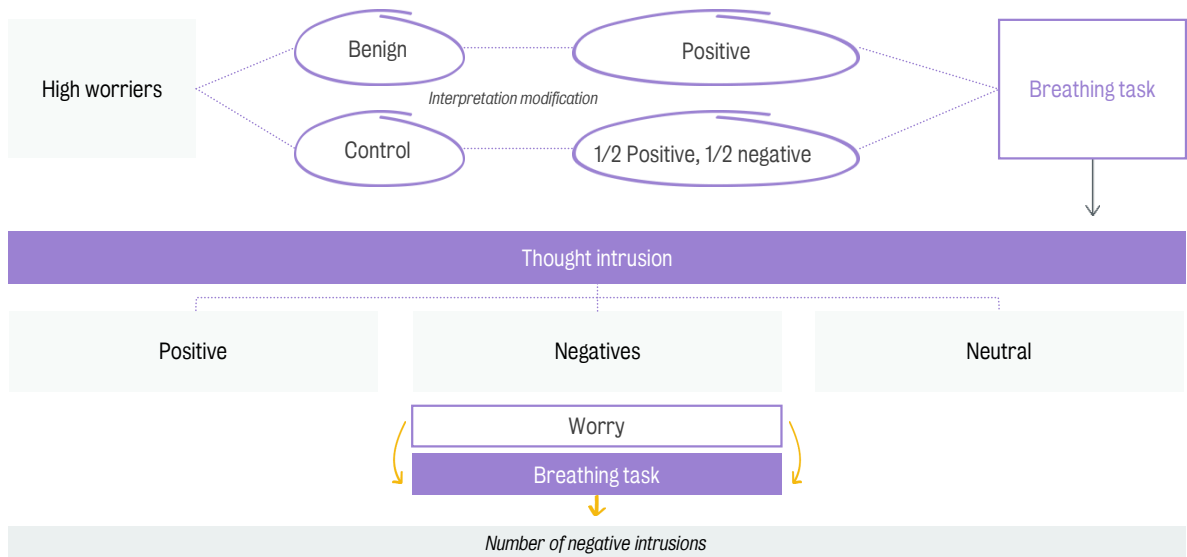 High worriers
Benign
Positive
Interpretation modification
Control
1/2 Positive, 1/2 negative
Breathing task
Thought intrusion
Positive
Negatives
Neutral
Worry
Breathing task
Number of negative intrusions